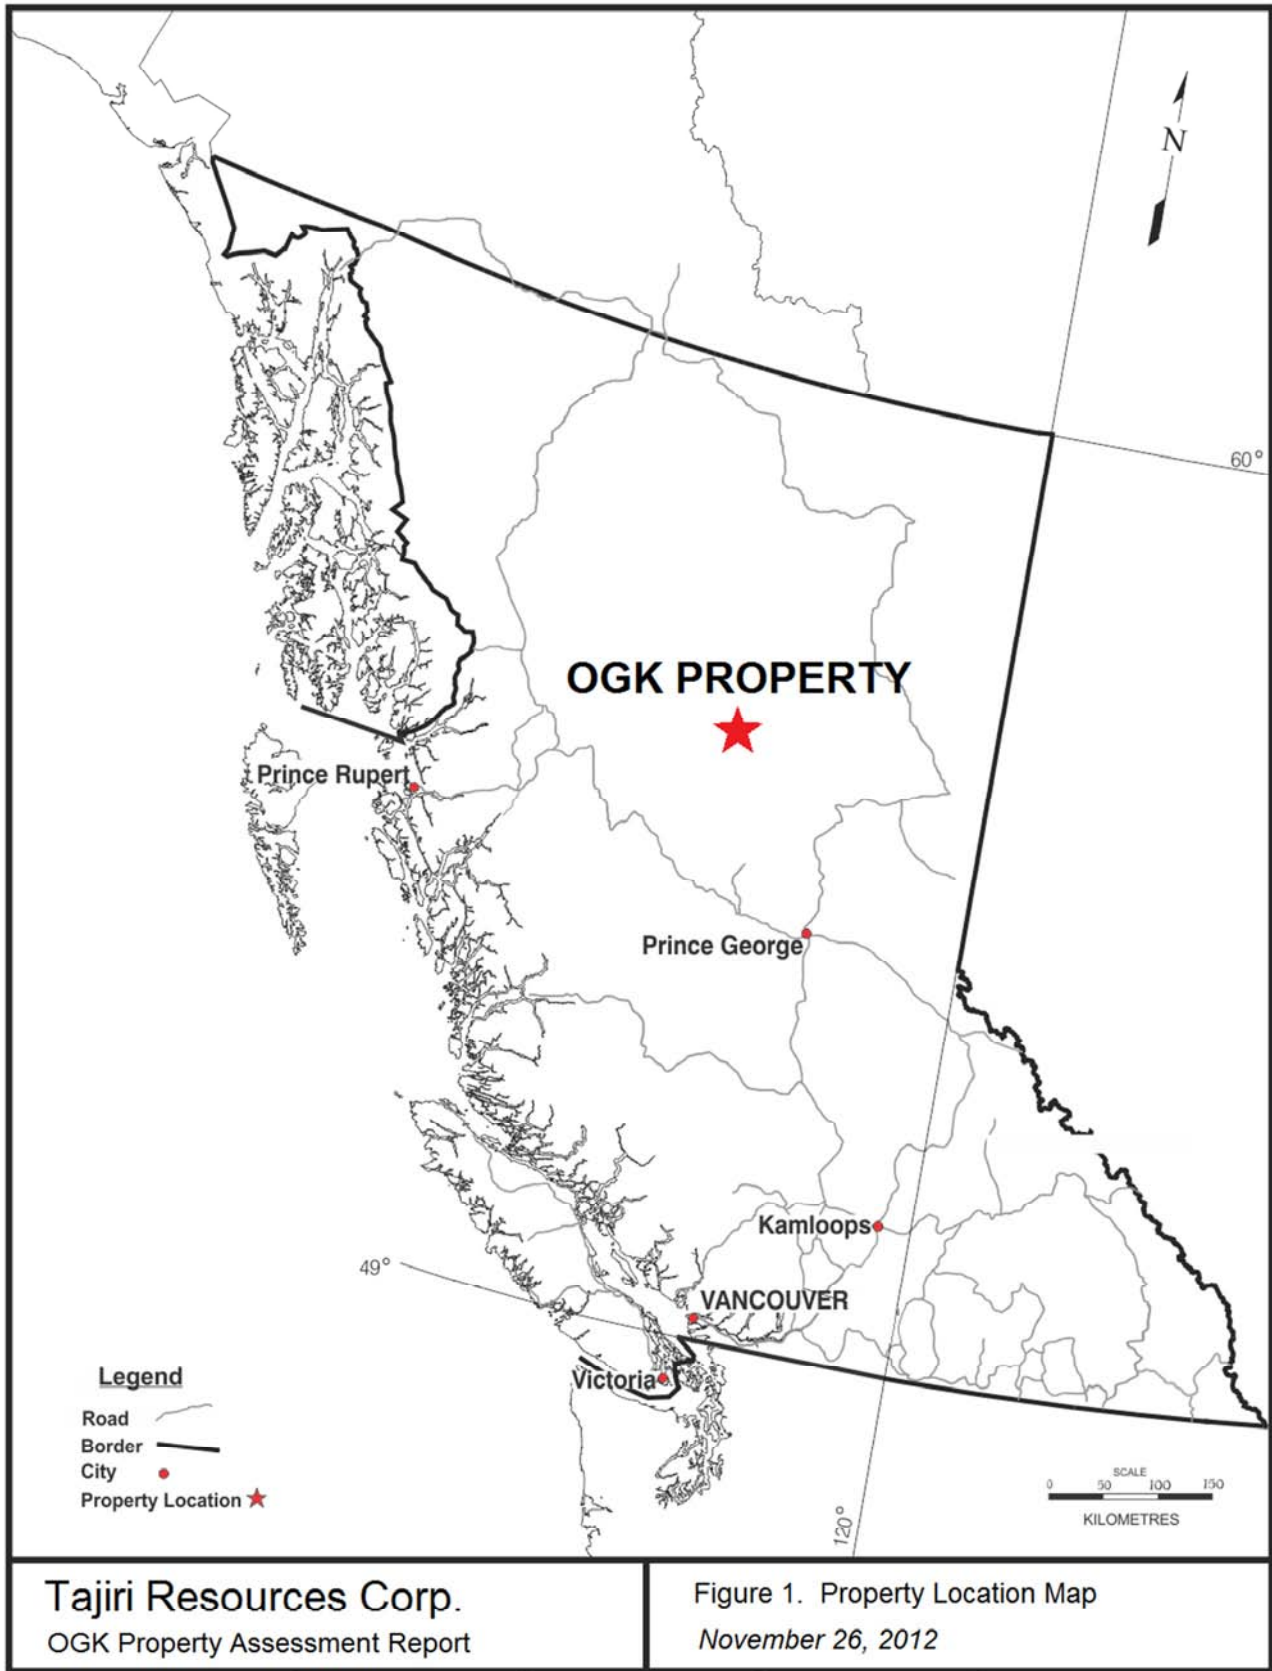 N
60°
OGK PROPERTY
Prince Rupert
Prince George
Kamloops
49°
VANCOUVER
Victoria
Legend
Road
Border
City
Property Location
SCALE
0 50 100 150
KILOMETRES
120°
Tajiri Resources Corp.
OGK Property Assessment Report
Figure 1. Property Location Map
November 26, 2012